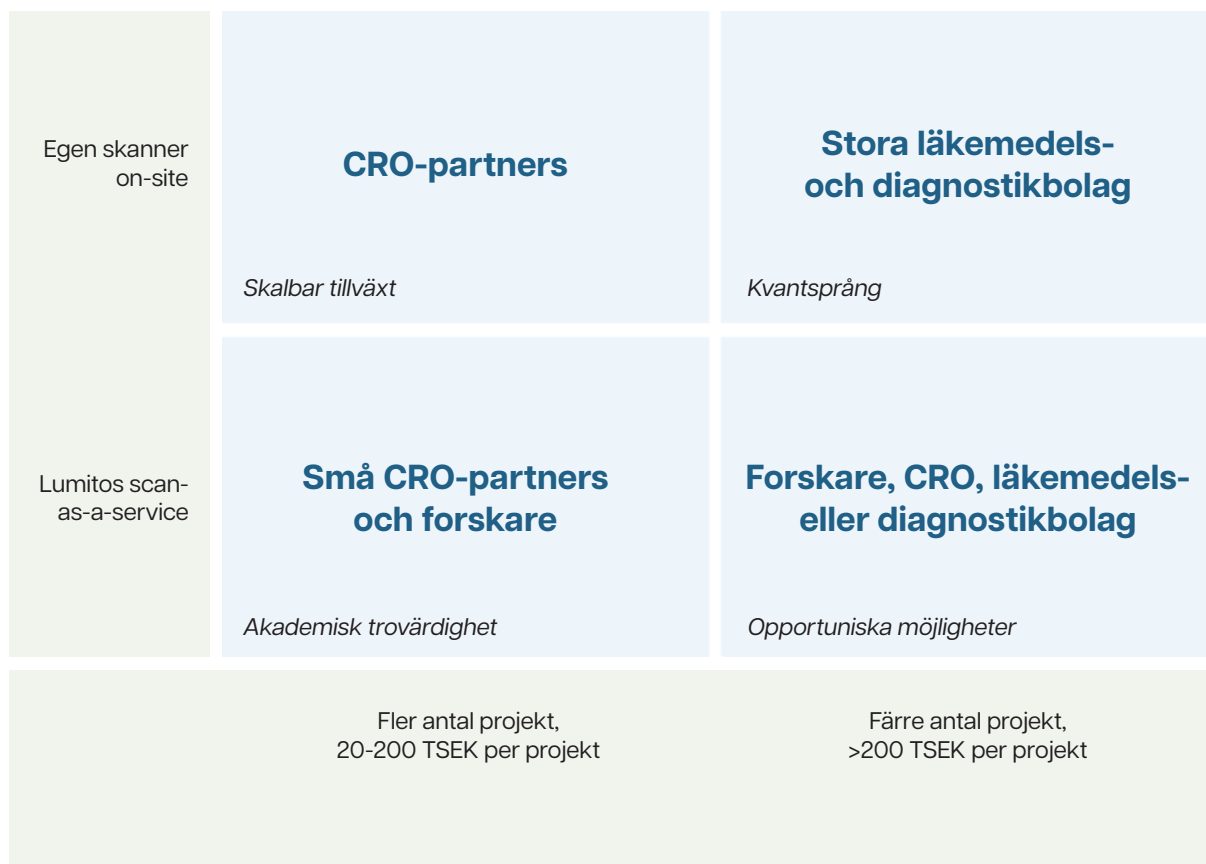 Egen skanner
on-site
CRO-partners
Stora läkemedels-
och diagnostikbolag
Skalbar tillväxt
Kvantsprång
Lumitos scan-
as-a-service
Små CRO-partners
och forskare
Forskare, CRO, läkemedels-
eller diagnostikbolag
Akademisk trovärdighet
Opportuniska möjligheter
Fler antal projekt,
20-200 TSEK per projekt
Färre antal projekt,
>200 TSEK per projekt